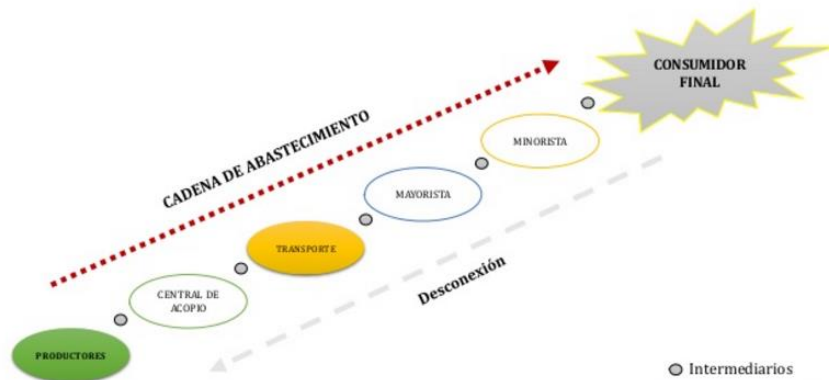 CONSUMIDOR
FINAL
MINORISTA
CADENA DE ABASTECIMIENTO
MAYORISTA
TRANSPORTE
Desconexión
CENTRAL DE
ACOPIO
PRODUCTORES
Intermediarios